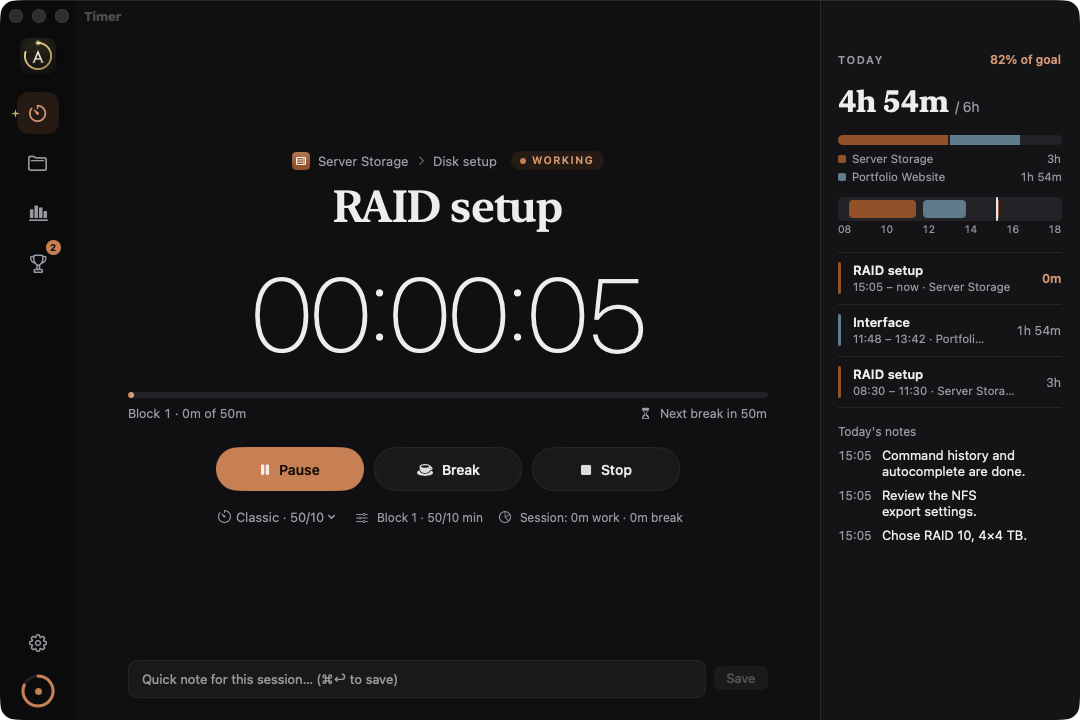 Timer
A
2
Server Storage > Disk setup WORKING
RAID setup
00:00:05
Block 1 · 0m of 50m
Next break in 50m
Pause
Break
Stop
Classic · 50/10
Block 1 · 50/10 min
Session: 0m work · 0m break
Quick note for this session... (⌘↩ to save)
Save
TODAY
82% of goal
4h 54m / 6h
Server Storage 3h
Portfolio Website 1h 54m
08 10 12 14 16 18
RAID setup
15:05 – now · Server Storage
0m
Interface
11:48 – 13:42 · Portfoli...
1h 54m
RAID setup
08:30 – 11:30 · Server Stora...
3h
Today's notes
15:05 Command history and
autocomplete are done.
15:05 Review the NFS
export settings.
15:05 Chose RAID 10, 4×4 TB.